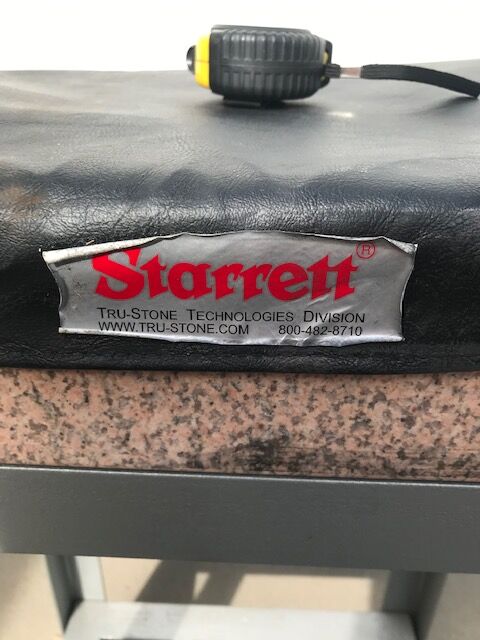 Starrett®
TRU-STONE TECHNOLOGIES DIVISION
WWW.TRU-STONE.COM 800-482-8710